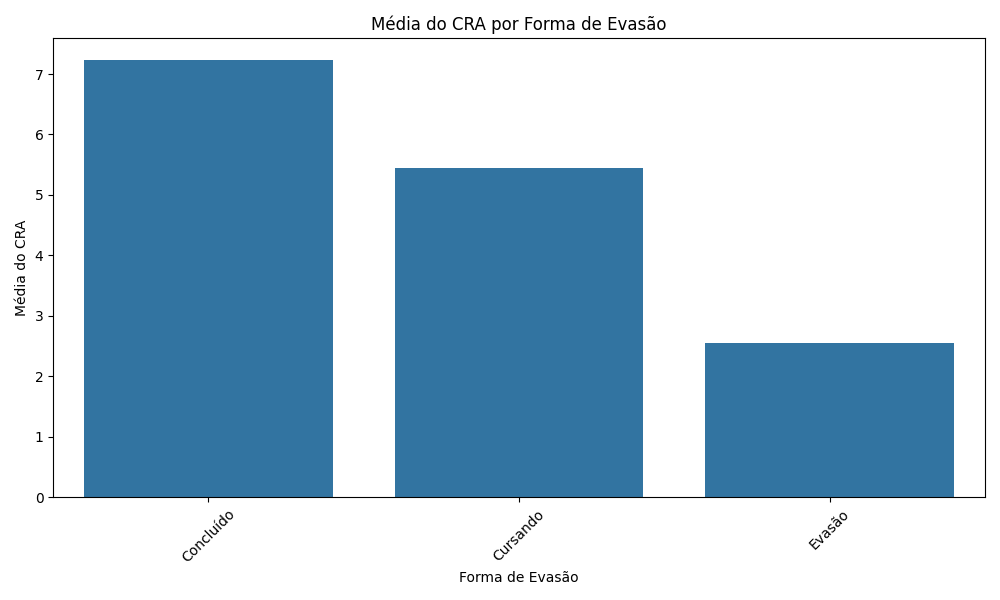 Média do CRA por Forma de Evasão
Média do CRA
7
6
5
4
3
2
1
0
Concluído
Cursando
Evasão
Forma de Evasão